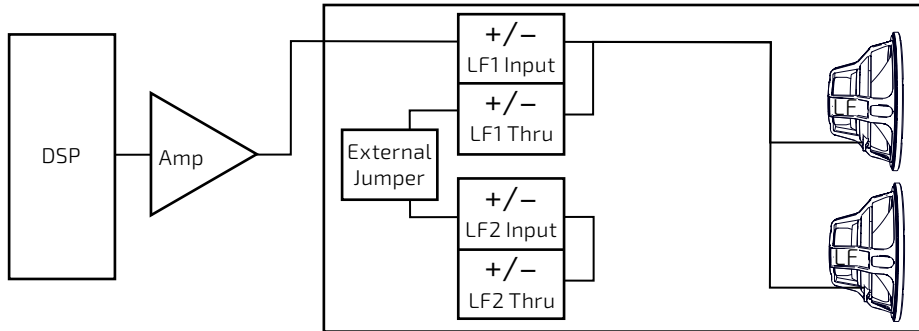 DSP
Amp
+/−
LF1 Input
+/−
LF1 Thru
External
Jumper
+/−
LF2 Input
+/−
LF2 Thru
LF
LF